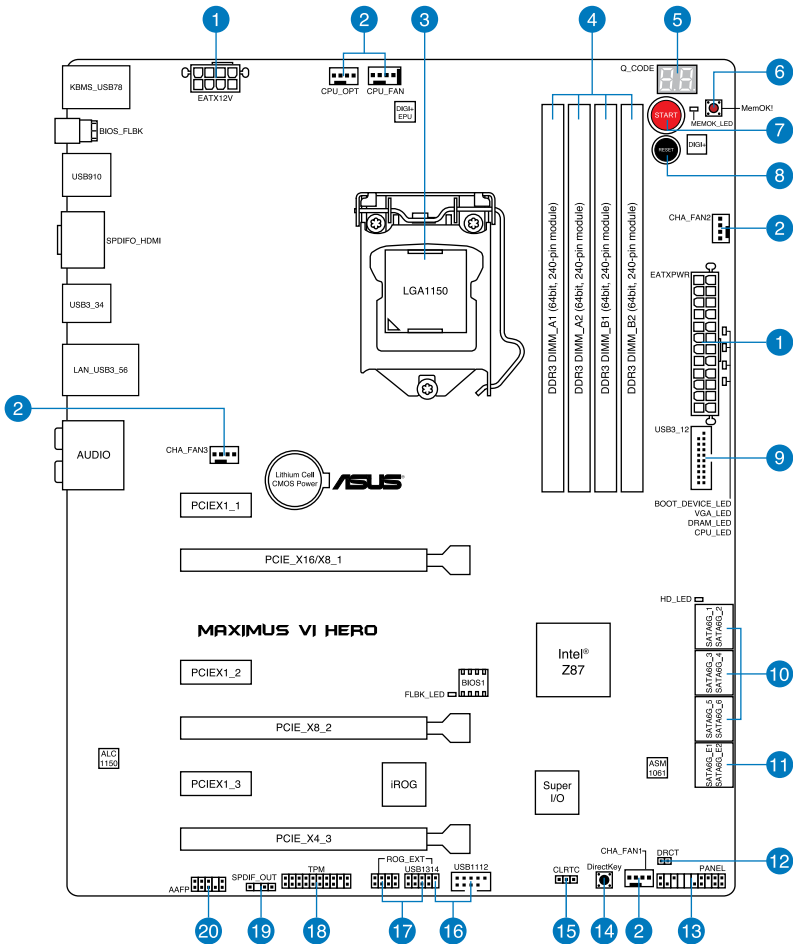 1
2
3
4
5
Q_CODE
88
KBMS_USB78
EATX12V
CPU_OPT
CPU_FAN
DIGI+
EPU
6
MemOK!
START
MEMOK_LED
7
BIOS_FLBK
RESET
DIGI+
8
USB910
SPDIFO_HDMI
CHA_FAN2
2
LGA1150
DDR3 DIMM_A1 (64bit, 240-pin module)
DDR3 DIMM_A2 (64bit, 240-pin module)
DDR3 DIMM_B1 (64bit, 240-pin module)
DDR3 DIMM_B2 (64bit, 240-pin module)
EATXPWR
1
USB3_34
LAN_USB3_56
2
AUDIO
CHA_FAN3
USB3_12
9
Lithium Cell
CMOS Power
ASUS®
PCIEX1_1
BOOT_DEVICE_LED
VGA_LED
DRAM_LED
CPU_LED
PCIE_X16/X8_1
HD_LED
SATA6G_1
SATA6G_2
MAXIMUS VI HERO
Intel®
Z87
SATA6G_3
SATA6G_4
10
PCIEX1_2
FLBK_LED
BIOS1
SATA6G_5
SATA6G_6
PCIE_X8_2
ALC
1150
ASM
1061
SATA6G_E1
SATA6G_E2
11
PCIEX1_3
iROG
Super
I/O
PCIE_X4_3
CHA_FAN1
DRCT
12
AAFP
SPDIF_OUT
TPM
ROG_EXT
USB1314
USB1112
CLRTC
DirectKey
PANEL
20
19
18
17
16
15
14
2
13